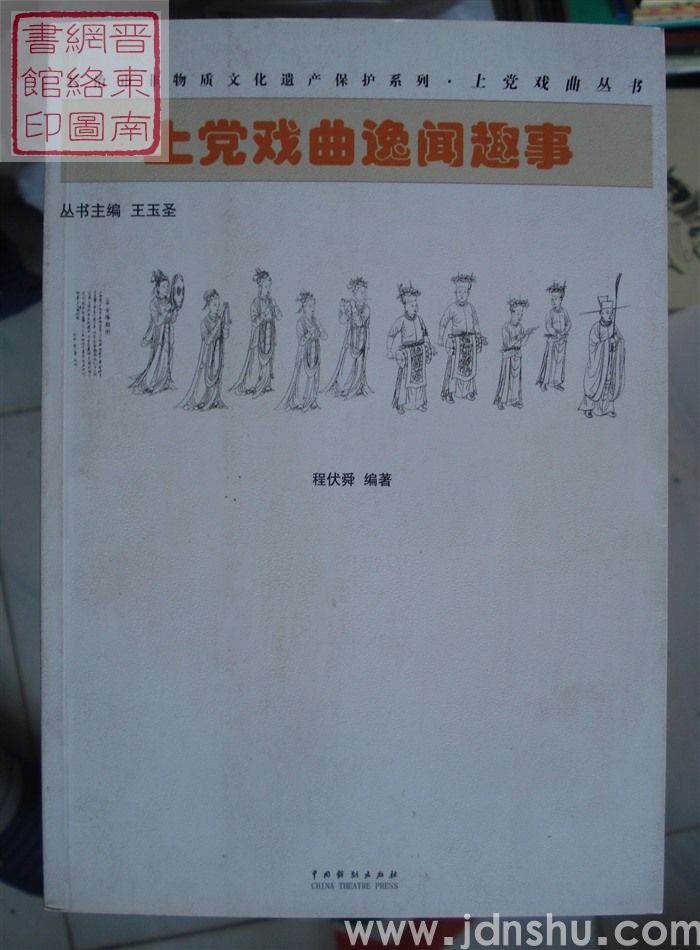 晋东南
網絡圖
書館印
物质文化遗产保护系列·上党戏曲丛书
上党戏曲逸闻趣事
丛书主编 王玉圣
程伏舜 编著
中国戏剧出版社
CHINA THEATRE PRESS
www.jdnshu.com